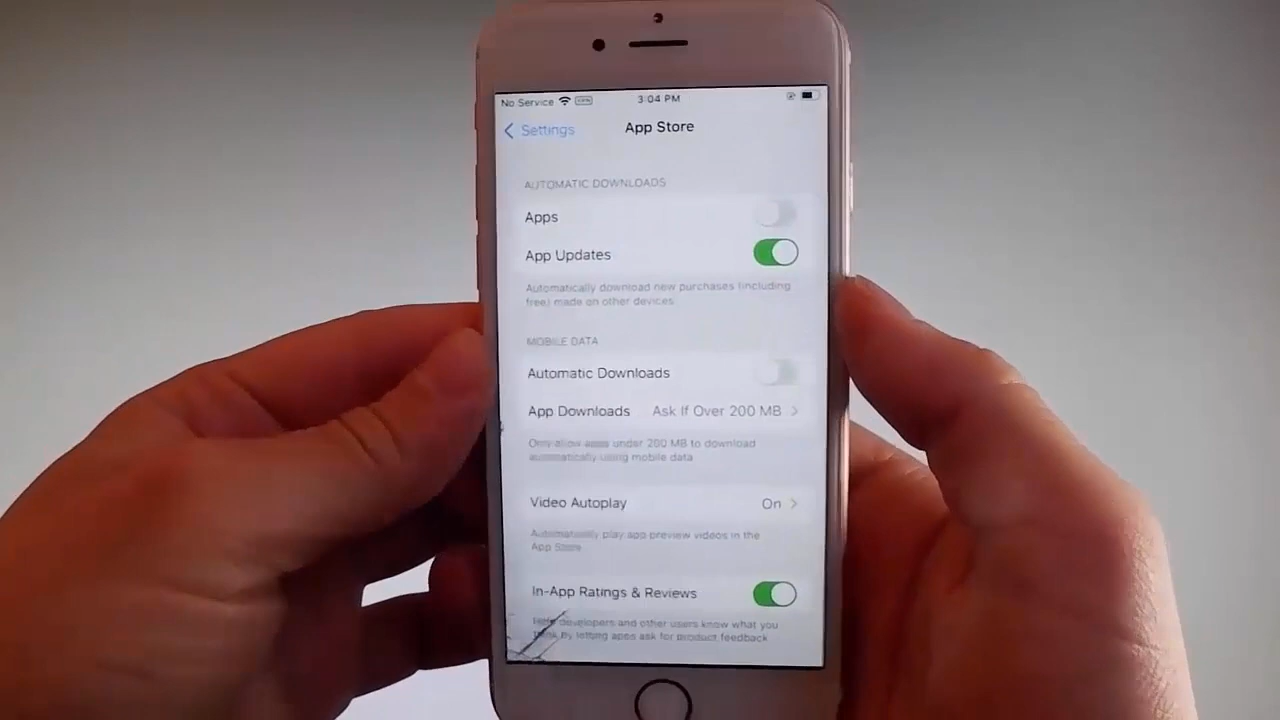 No Service VPN 3:04 PM
Settings App Store
AUTOMATIC DOWNLOADS
Apps
App Updates
Automatically download new purchases (including
free) made on other devices.
MOBILE DATA
Automatic Downloads
App Downloads Ask If Over 200 MB
Only allow apps under 200 MB to download
automatically using mobile data.
Video Autoplay On
Automatically play app preview videos in the
App Store.
In-App Ratings & Reviews
Help developers and other users know what you
think by letting apps ask for product feedback.